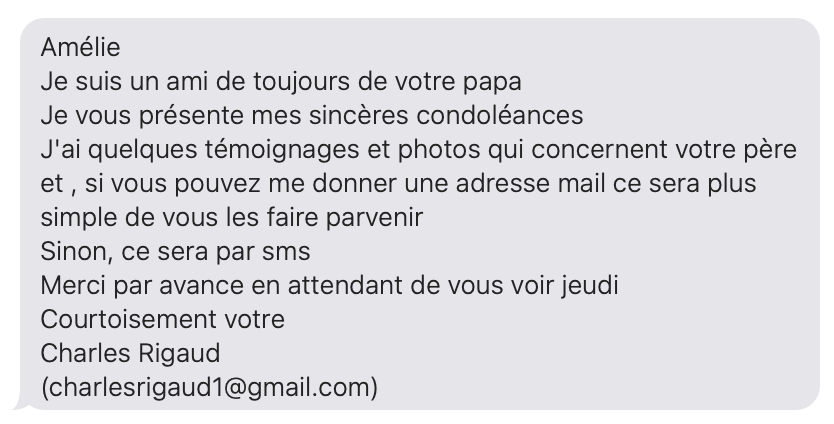 Amélie
Je suis un ami de toujours de votre papa
Je vous présente mes sincères condoléances
J'ai quelques témoignages et photos qui concernent votre père
et , si vous pouvez me donner une adresse mail ce sera plus
simple de vous les faire parvenir
Sinon, ce sera par sms
Merci par avance en attendant de vous voir jeudi
Courtoisement votre
Charles Rigaud
(charlesrigaud1@gmail.com)